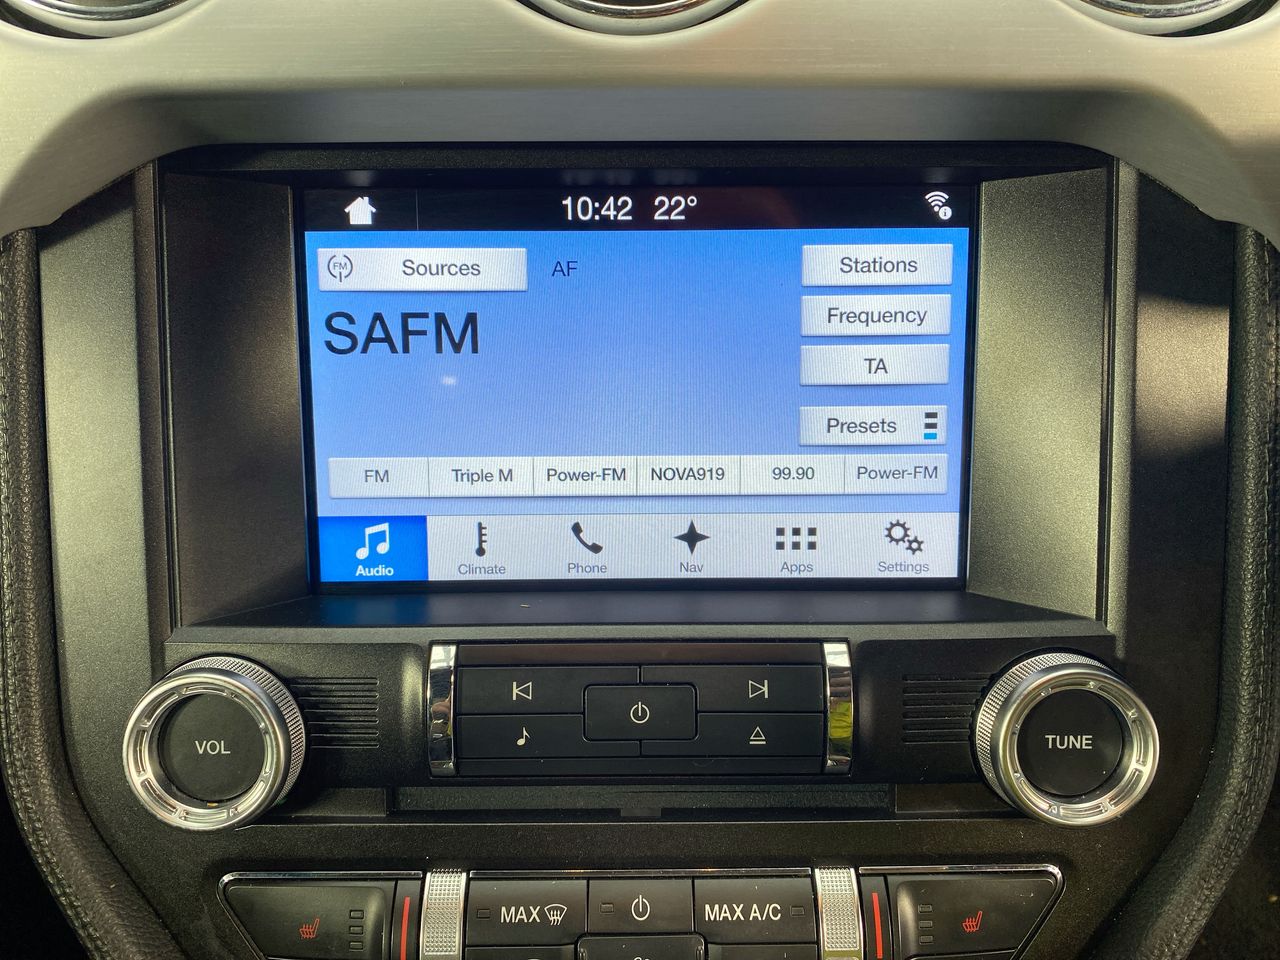 10:42 22°
FM Sources AF Stations
SAFM
Frequency
TA
Presets
FM Triple M Power-FM NOVA919 99.90 Power-FM
Audio Climate Phone Nav Apps Settings
VOL
TUNE
MAX
MAX A/C